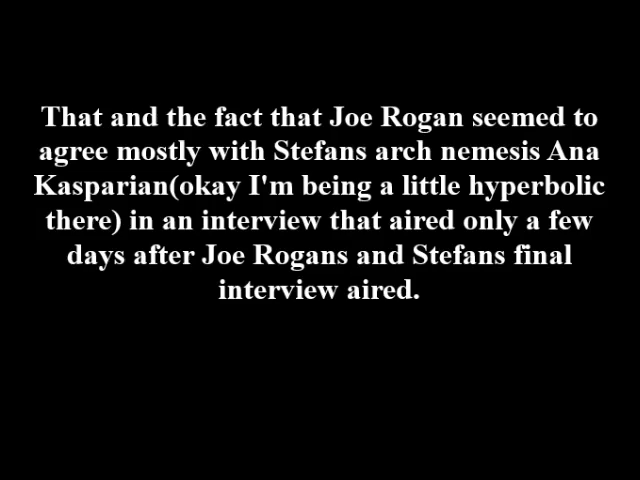 That and the fact that Joe Rogan seemed to
agree mostly with Stefans arch nemesis Ana
Kasparian(okay I'm being a little hyperbolic
there) in an interview that aired only a few
days after Joe Rogans and Stefans final
interview aired.